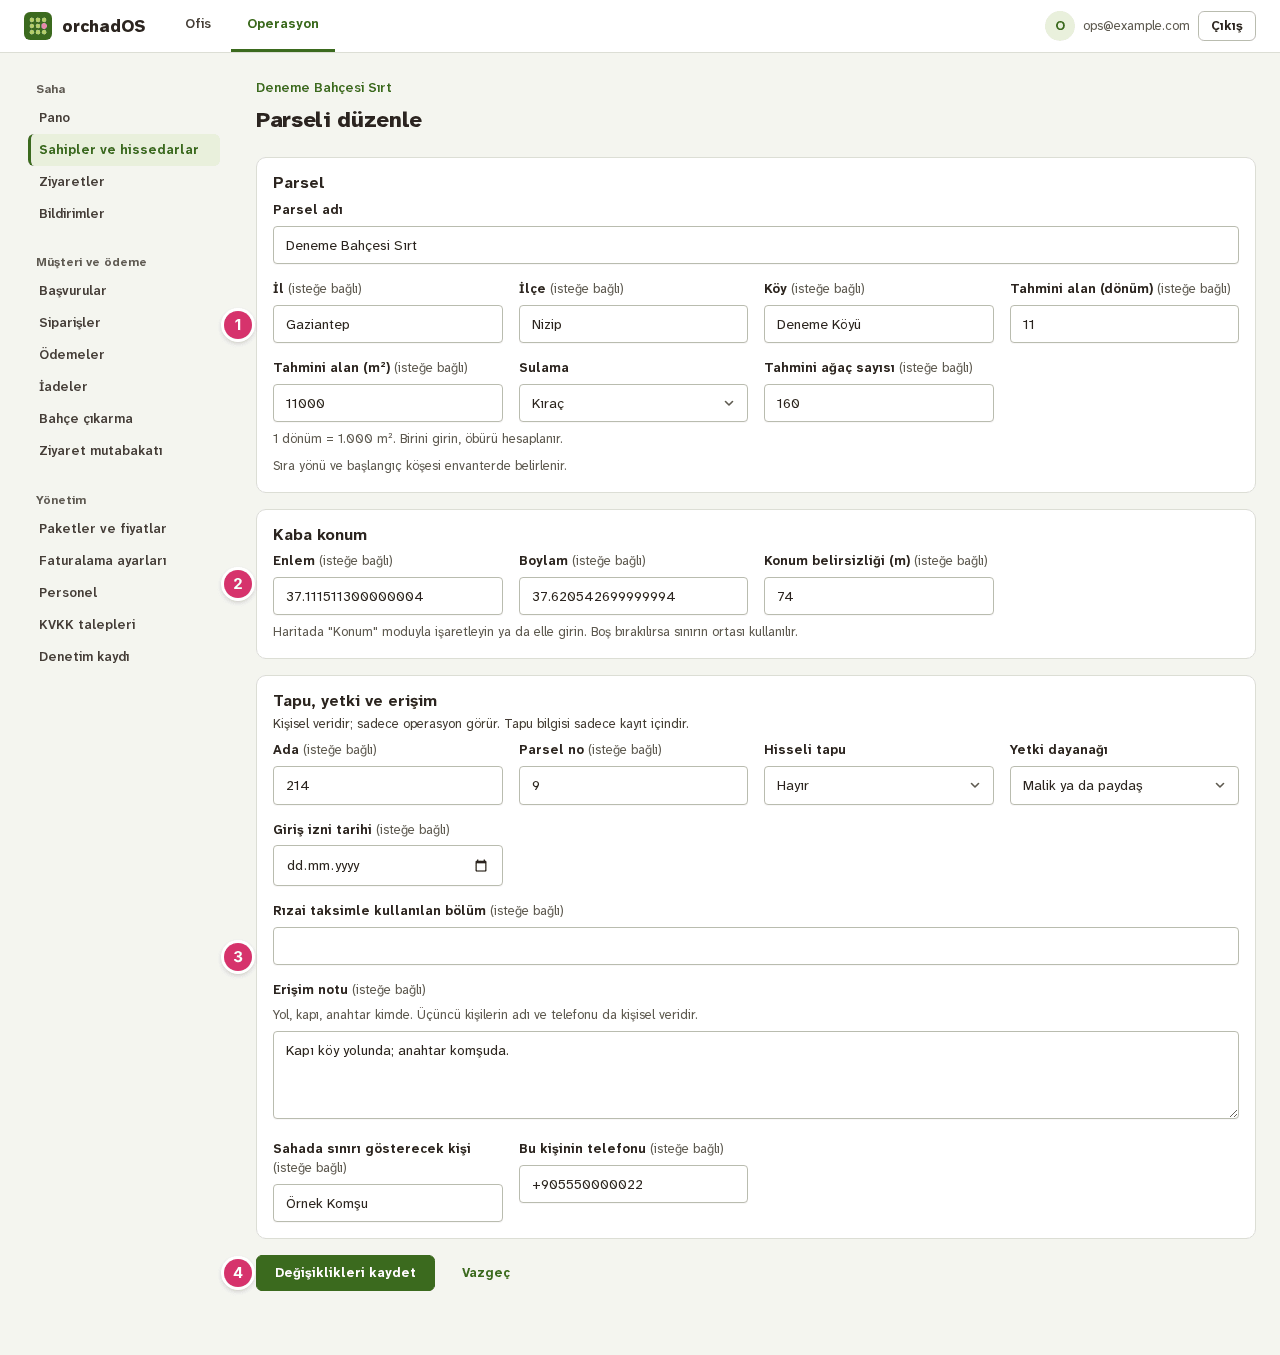 orchadOS
Ofis
Operasyon
O
ops@example.com
Çıkış
Saha
Pano
Sahipler ve hissedarlar
Ziyaretler
Bildirimler
Müşteri ve ödeme
Başvurular
Siparişler
Ödemeler
İadeler
Bahçe çıkarma
Ziyaret mutabakatı
Yönetim
Paketler ve fiyatlar
Faturalama ayarları
Personel
KVKK talepleri
Denetim kaydı
Deneme Bahçesi Sırt
Parseli düzenle
1
Parsel
Parsel adı
Deneme Bahçesi Sırt
İl (isteğe bağlı)
İlçe (isteğe bağlı)
Köy (isteğe bağlı)
Tahmini alan (dönüm) (isteğe bağlı)
Gaziantep
Nizip
Deneme Köyü
11
Tahmini alan (m²) (isteğe bağlı)
Sulama
Tahmini ağaç sayısı (isteğe bağlı)
11000
Kıraç
160
1 dönüm = 1.000 m². Birini girin, öbürü hesaplanır.
Sıra yönü ve başlangıç köşesi envanterde belirlenir.
2
Kaba konum
Enlem (isteğe bağlı)
Boylam (isteğe bağlı)
Konum belirsizliği (m) (isteğe bağlı)
37.111511300000004
37.620542699999994
74
Haritada "Konum" moduyla işaretleyin ya da elle girin. Boş bırakılırsa sınırın ortası kullanılır.
3
Tapu, yetki ve erişim
Kişisel veridir; sadece operasyon görür. Tapu bilgisi sadece kayıt içindir.
Ada (isteğe bağlı)
Parsel no (isteğe bağlı)
Hisseli tapu
Yetki dayanağı
214
9
Hayır
Malik ya da paydaş
Giriş izni tarihi (isteğe bağlı)
dd.mm.yyyy
Rızai taksimle kullanılan bölüm (isteğe bağlı)
Erişim notu (isteğe bağlı)
Yol, kapı, anahtar kimde. Üçüncü kişilerin adı ve telefonu da kişisel veridir.
Kapı köy yolunda; anahtar komşuda.
Sahada sınırı gösterecek kişi
(isteğe bağlı)
Bu kişinin telefonu (isteğe bağlı)
Örnek Komşu
+905550000022
4
Değişiklikleri kaydet
Vazgeç